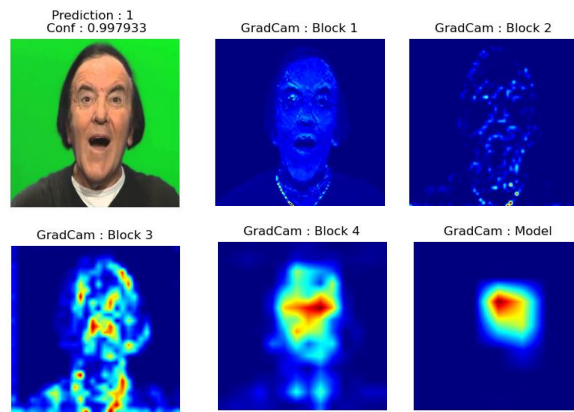 Prediction : 1
Conf : 0.997933
GradCam : Block 1
GradCam : Block 2
GradCam : Block 3
GradCam : Block 4
GradCam : Model